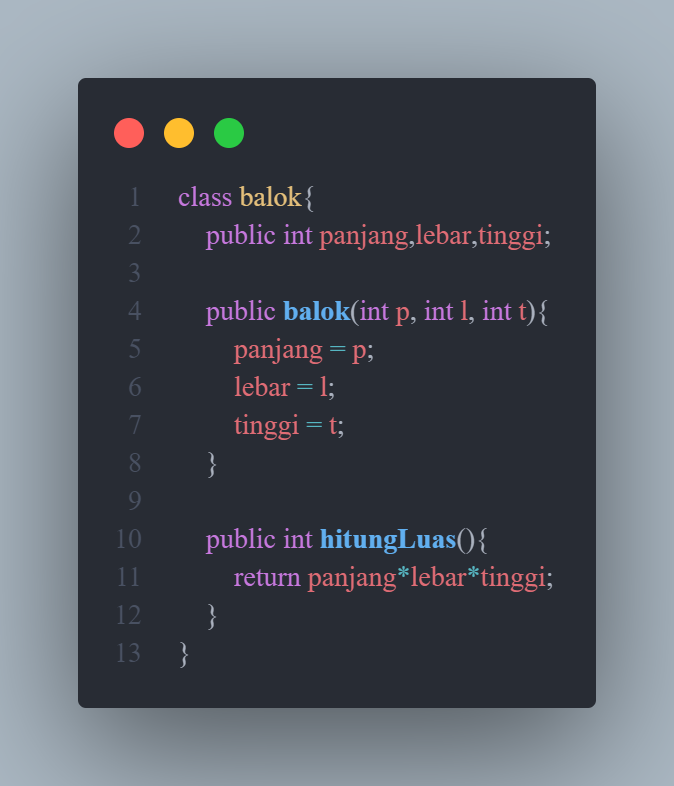 1 class balok{
2 public int panjang,lebar,tinggi;
3
4 public balok(int p, int l, int t){
5 panjang = p;
6 lebar = l;
7 tinggi = t;
8 }
9
10 public int hitungLuas(){
11 return panjang*lebar*tinggi;
12 }
13 }